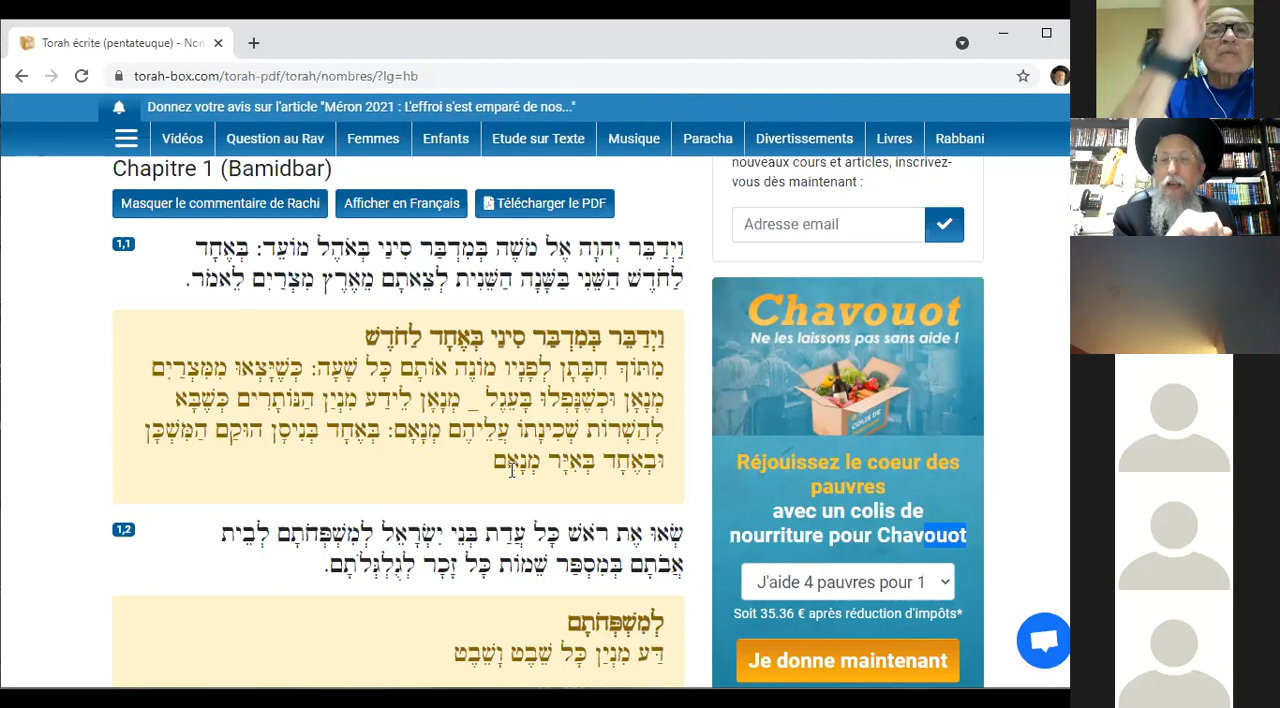 Torah écrite (pentateuque) - Non
torah-box.com/torah-pdf/torah/nombres/?lg=hb
Donnez votre avis sur l'article "Méron 2021 : L'effroi s'est emparé de nos..."
Vidéos
Question au Rav
Femmes
Enfants
Etude sur Texte
Musique
Paracha
Divertissements
Livres
Rabbani
Chapitre 1 (Bamidbar)
Masquer le commentaire de Rachi
Afficher en Français
Télécharger le PDF
1,1
וַיְדַבֵּר יְהוָה אֶל מֹשֶׁה בְּמִדְבַּר סִינַי בְּאֹהֶל מוֹעֵד: בְּאֶחָד
לַחֹדֶשׁ הַשֵּׁנִי בַּשָּׁנָה הַשֵּׁנִית לְצֵאתָם מֵאֶרֶץ מִצְרַיִם לֵאמֹר.
וַיְדַבֵּר בְּמִדְבַּר סִינַי בְּאֶחָד לַחֹדֶשׁ
מִתּוֹךְ חִבָּתָן לְפָנָיו מוֹנֶה אוֹתָם כָּל שָׁעָה: כְּשֶׁיָּצְאוּ מִמִּצְרַיִם
מְנָאָן וּכְשֶׁנָּפְלוּ בָּעֵגֶל _ מְנָאָן לֵידַע מִנְיַן הַנּוֹתָרִים כְּשֶׁבָּא
לְהַשְׁרוֹת שְׁכִינָתוֹ עֲלֵיהֶם מְנָאָם: בְּאֶחָד בְּנִיסָן הוּקַם הַמִּשְׁכָּן
וּבְאֶחָד בְּאִיָּר מְנָאָם
1,2
שְׂאוּ אֶת רֹאשׁ כָּל עֲדַת בְּנֵי יִשְׂרָאֵל לְמִשְׁפְּחֹתָם לְבֵית
אֲבֹתָם בְּמִסְפַּר שֵׁמוֹת כָּל זָכָר לְגֻלְגְּלֹתָם.
לְמִשְׁפְּחֹתָם
דַּע מִנְיַן כָּל שֵׁבֶט וָשֵׁבֶט
nouveaux cours et articles, inscrivez-
vous dès maintenant :
Adresse email
Chavouot
Ne les laissons pas sans aide !
COLIS DE
Réjouissez le coeur des
pauvres
avec un colis de
nourriture pour Chavouot
J'aide 4 pauvres pour 1
Soit 35.36 € après réduction d'impôts*
Je donne maintenant